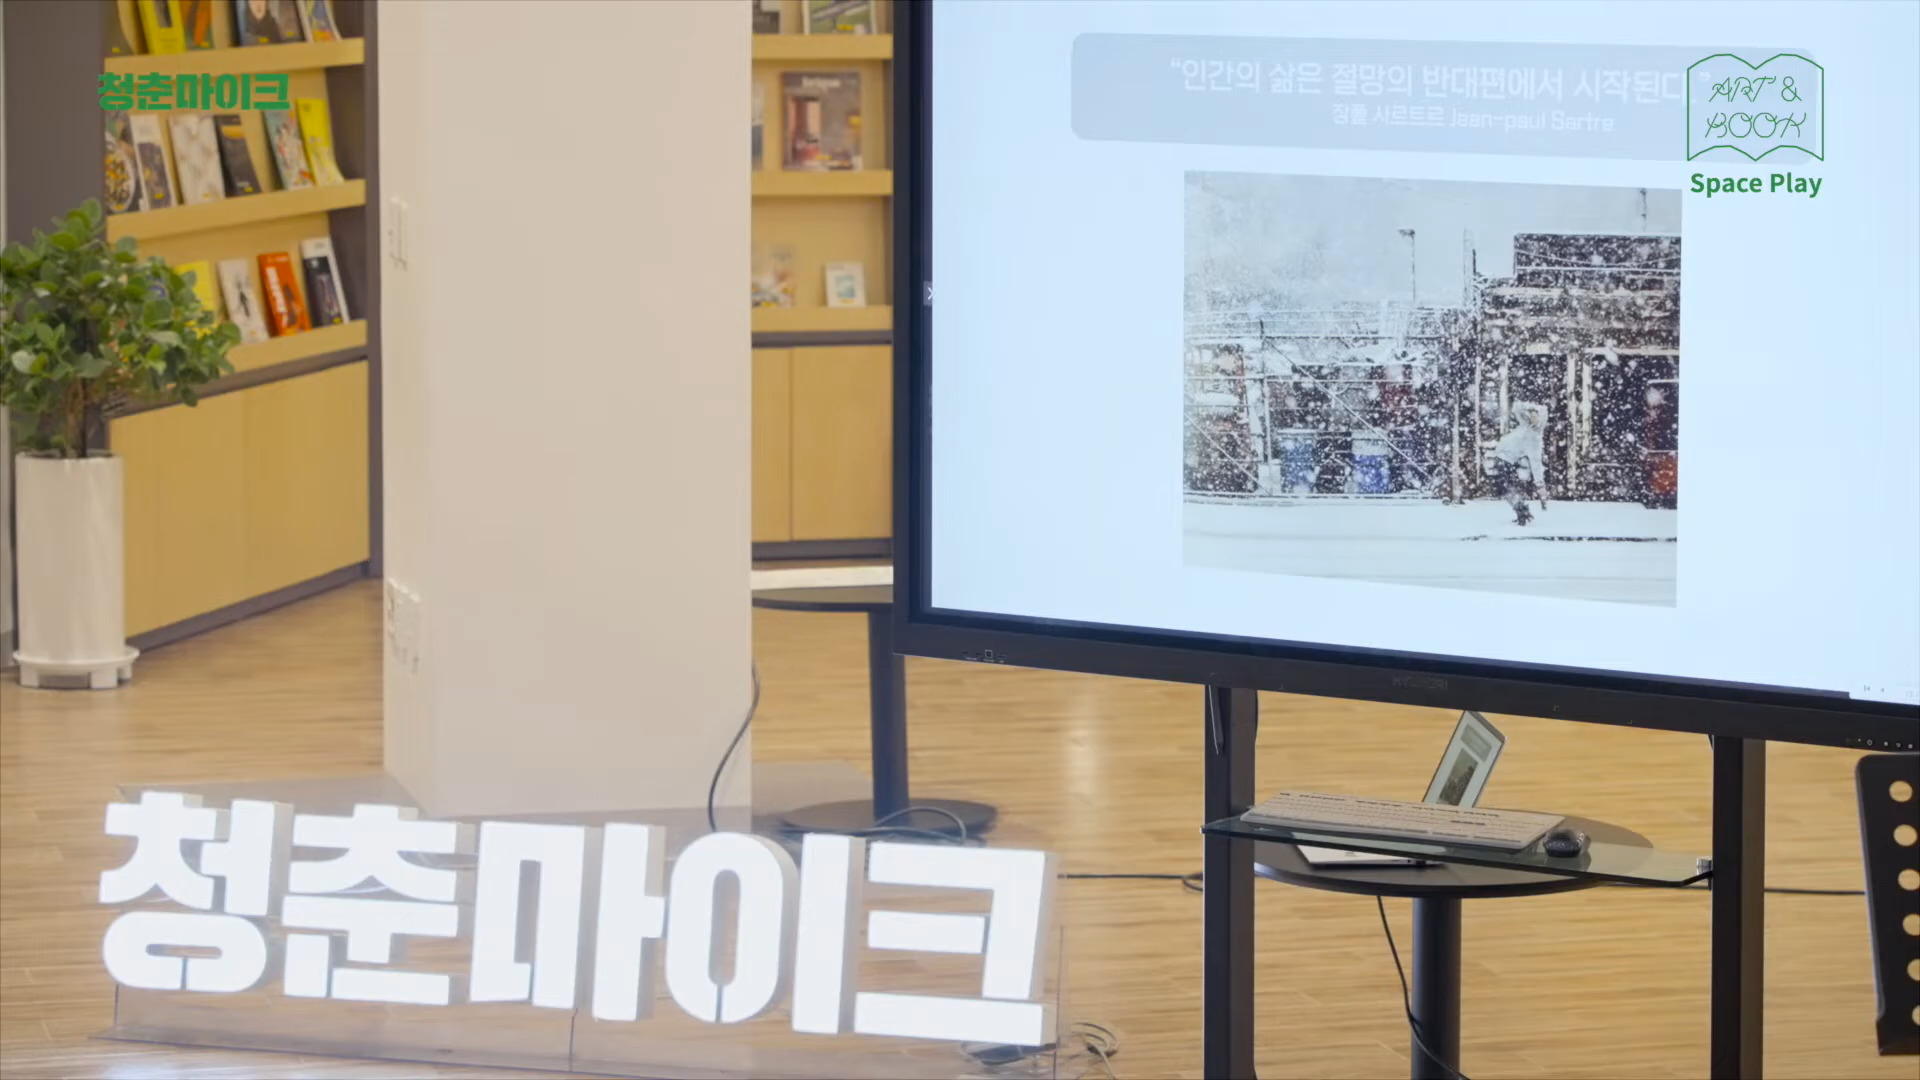 청춘마이크
“인간의 삶은 절망의 반대편에서 시작된다.”
장폴 사르트르 Jean-paul Sartre
ART &
BOOK
Space Play
청춘마이크
HYUNDAI